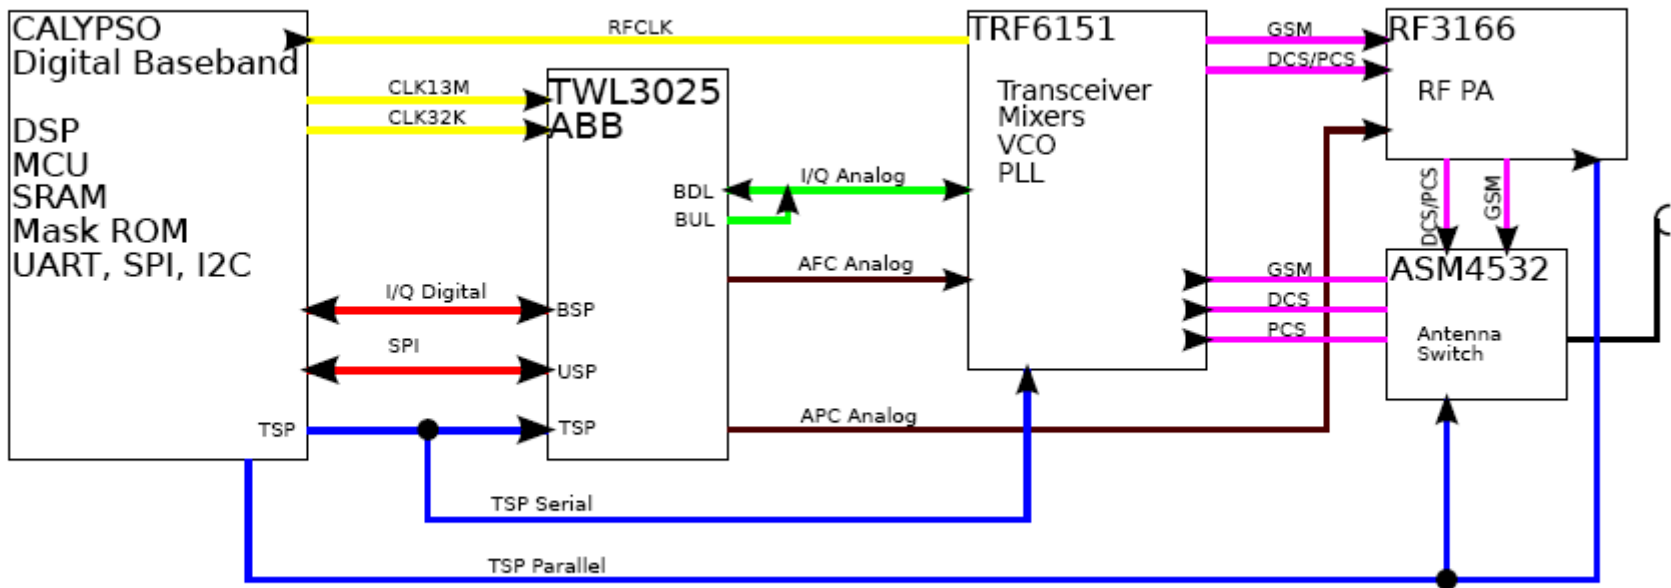 CALYPSO
Digital Baseband
DSP
MCU
SRAM
Mask ROM
UART, SPI, I2C
TSP
RFCLK
CLK13M
CLK32K
I/Q Digital
SPI
TSP Serial
TSP Parallel
TWL3025
ABB
BDL
BUL
BSP
USP
TSP
I/Q Analog
AFC Analog
APC Analog
TRF6151
Transceiver
Mixers
VCO
PLL
GSM
DCS/PCS
RF3166
RF PA
DCS/PCS
GSM
GSM
DCS
PCS
ASM4532
Antenna
Switch